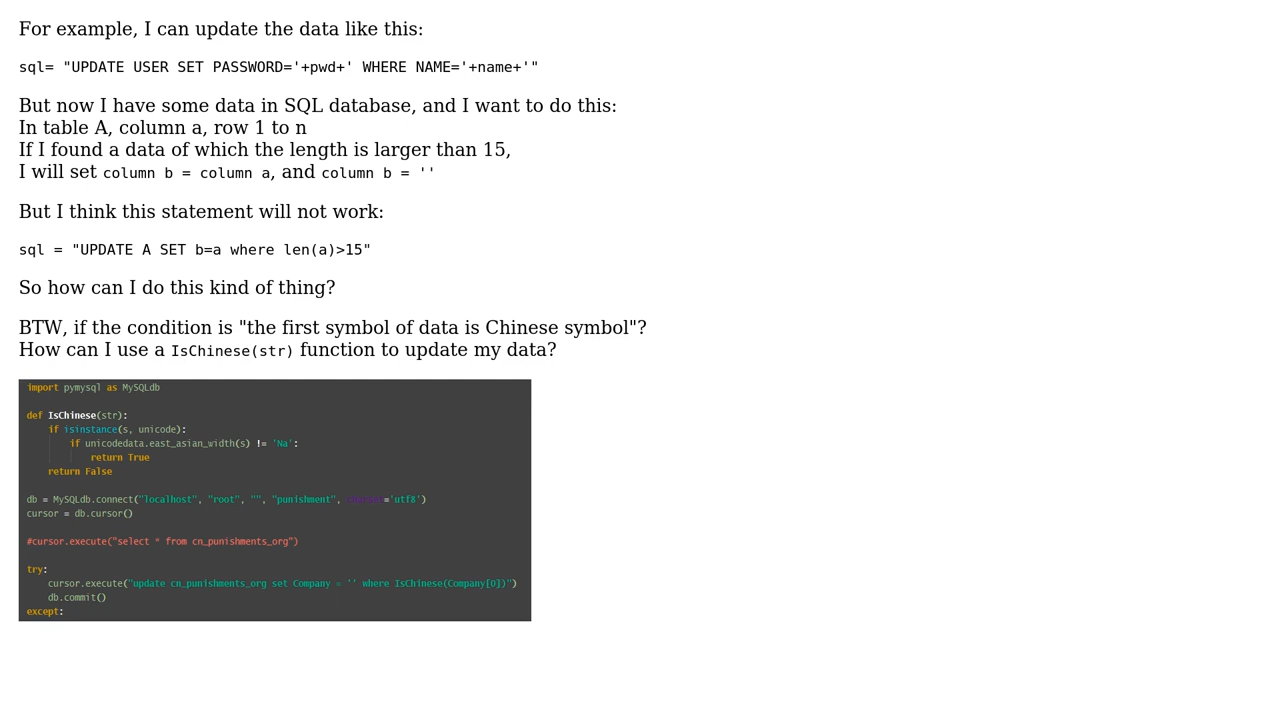 For example, I can update the data like this:
sql= "UPDATE USER SET PASSWORD='+pwd+' WHERE NAME='+name+'"
But now I have some data in SQL database, and I want to do this:
In table A, column a, row 1 to n
If I found a data of which the length is larger than 15,
I will set column b = column a, and column b = ''
But I think this statement will not work:
sql = "UPDATE A SET b=a where len(a)>15"
So how can I do this kind of thing?
BTW, if the condition is "the first symbol of data is Chinese symbol"?
How can I use a IsChinese(str) function to update my data?
import pymysql as MySQLdb
def IsChinese(str):
if isinstance(s, unicode):
if unicodedata.east_asian_width(s) != 'Na':
return True
return False
db = MySQLdb.connect("localhost", "root", "", "punishment", charset='utf8')
cursor = db.cursor()
#cursor.execute("select * from cn_punishments_org")
try:
cursor.execute("update cn_punishments_org set Company = '' where IsChinese(Company[0])")
db.commit()
except: